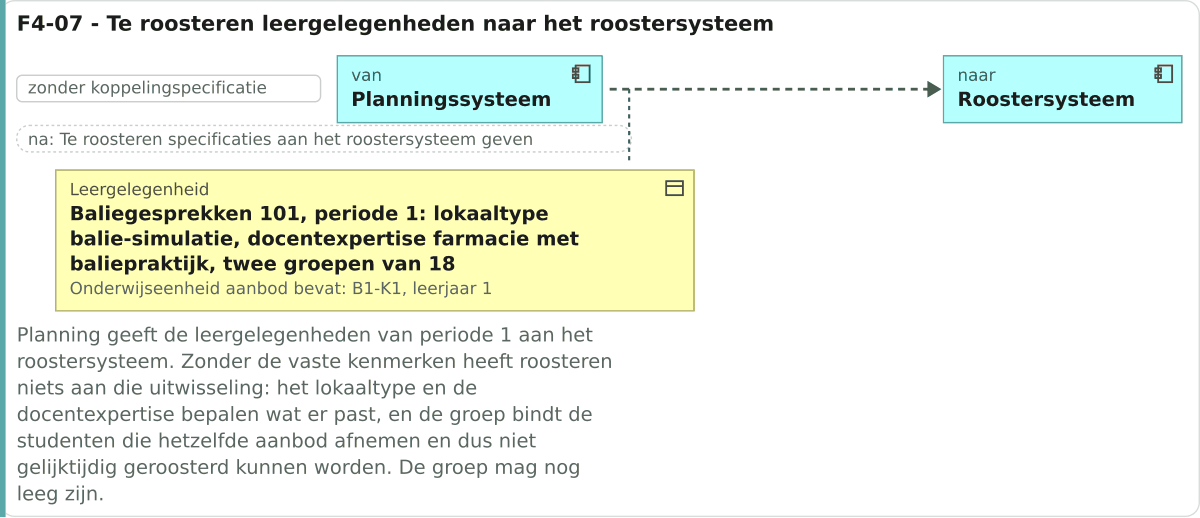 F4-07 - Te roosteren leergelegenheden naar het roostersysteem
zonder koppelingspecificatie
van
Planningssysteem
naar
Roostersysteem
na: Te roosteren specificaties aan het roostersysteem geven
Leergelegenheid
Baliegesprekken 101, periode 1: lokaaltype
balie-simulatie, docentexpertise farmacie met
baliepraktijk, twee groepen van 18
Onderwijseenheid aanbod bevat: B1-K1, leerjaar 1
Planning geeft de leergelegenheden van periode 1 aan het
roostersysteem. Zonder de vaste kenmerken heeft roosteren
niets aan die uitwisseling: het lokaaltype en de
docentexpertise bepalen wat er past, en de groep bindt de
studenten die hetzelfde aanbod afnemen en dus niet
gelijktijdig geroosterd kunnen worden. De groep mag nog
leeg zijn.